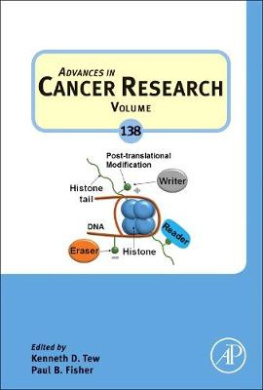 ADVANCES IN
CANCER RESEARCH
VOLUME
138
Post-translational
Modification
Writer
Histone
tail
DNA
Reader
Eraser
Histone
Edited by
Kenneth D. Tew
Paul B. Fisher
AP